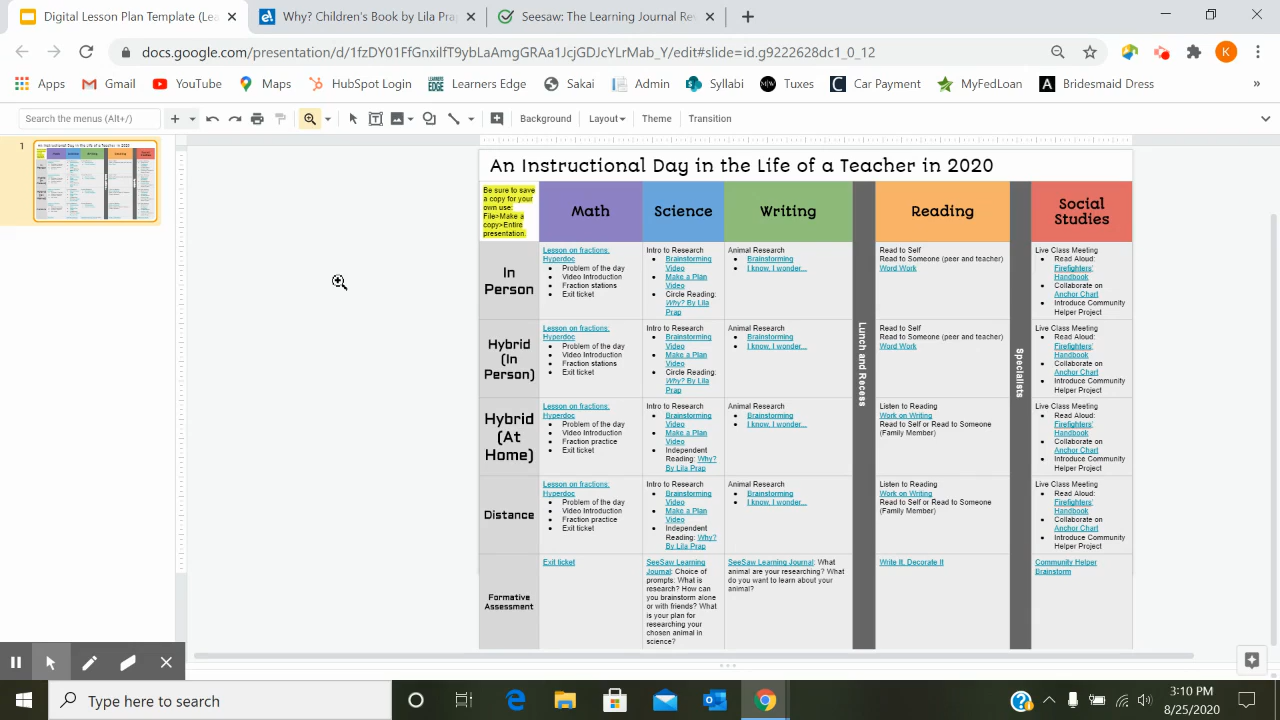 Digital Lesson Plan Template (Le
Why? Children's Book by Lila Pra
Seesaw: The Learning Journal Re
docs.google.com/presentation/d/1fzDY01FfGnxilfT9vbLaAmgGRAa1JcjGDJcYLrMab_Y/edit#slide=id.g9222628dc1_0_12
K
Apps
Gmail
YouTube
Maps
HubSpot Login
Learners Edge
Sakai
Admin
Syllabi
Tuxes
Car Payment
MyFedLoan
Bridesmaid Dress
Search the menus (Alt+/)
Background
Layout
Theme
Transition
1
An Instructional Day in the Life of a Teacher in 2020
Be sure to save
a copy for your
own use:
File>Make a
copy>Entire
presentation.
Math
Science
Writing
Reading
Social
Studies
In
Person
Lesson on fractions:
Hyperdoc
Problem of the day
Video Introduction
Fraction stations
Exit ticket
Intro to Research
Brainstorming
Video
Make a Plan
Video
Circle Reading:
Why? By Lila
Prap
Animal Research
Brainstorming
I know, I wonder...
Read to Self
Read to Someone (peer and teacher)
Word Work
Live Class Meeting
Read Aloud:
Firefighters'
Handbook
Collaborate on
Anchor Chart
Introduce Community
Helper Project
Hybrid
(In
Person)
Lesson on fractions:
Hyperdoc
Problem of the day
Video Introduction
Fraction stations
Exit ticket
Intro to Research
Brainstorming
Video
Make a Plan
Video
Circle Reading:
Why? By Lila
Prap
Animal Research
Brainstorming
I know, I wonder...
Lunch and Recess
Read to Self
Read to Someone (peer and teacher)
Word Work
Specialists
Live Class Meeting
Read Aloud:
Firefighters'
Handbook
Collaborate on
Anchor Chart
Introduce Community
Helper Project
Hybrid
(At
Home)
Lesson on fractions:
Hyperdoc
Problem of the day
Video Introduction
Fraction practice
Exit ticket
Intro to Research
Brainstorming
Video
Make a Plan
Video
Independent
Reading: Why?
By Lila Prap
Animal Research
Brainstorming
I know, I wonder...
Listen to Reading
Work on Writing
Read to Self or Read to Someone
(Family Member)
Live Class Meeting
Read Aloud:
Firefighters'
Handbook
Collaborate on
Anchor Chart
Introduce Community
Helper Project
Distance
Lesson on fractions:
Hyperdoc
Problem of the day
Video Introduction
Fraction practice
Exit ticket
Intro to Research
Brainstorming
Video
Make a Plan
Video
Independent
Reading: Why?
By Lila Prap
Animal Research
Brainstorming
I know, I wonder...
Listen to Reading
Work on Writing
Read to Self or Read to Someone
(Family Member)
Live Class Meeting
Read Aloud:
Firefighters'
Handbook
Collaborate on
Anchor Chart
Introduce Community
Helper Project
Formative
Assessment
Exit ticket
SeeSaw Learning
Journal: Choice of
prompts: What is
research? How can
you brainstorm alone
or with friends? What
is your plan for
researching your
chosen animal in
science?
SeeSaw Learning Journal: What
animal are your researching? What
do you want to learn about your
animal?
Write It, Decorate It
Community Helper
Brainstorm
Type here to search
3:10 PM
8/25/2020